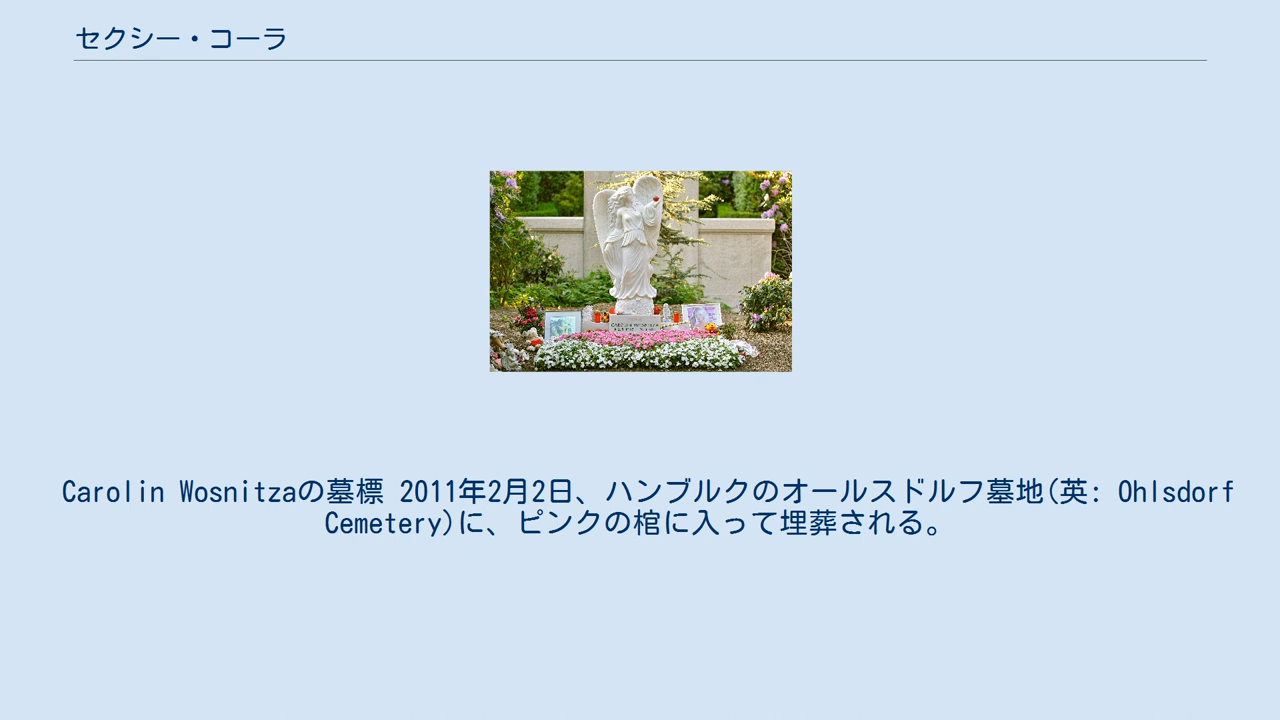 セクシー・コーラ
Carolin Wosnitzaの墓標 2011年2月2日、ハンブルクのオールスドルフ墓地(英: Ohlsdorf
Cemetery)に、ピンクの棺に入って埋葬される。